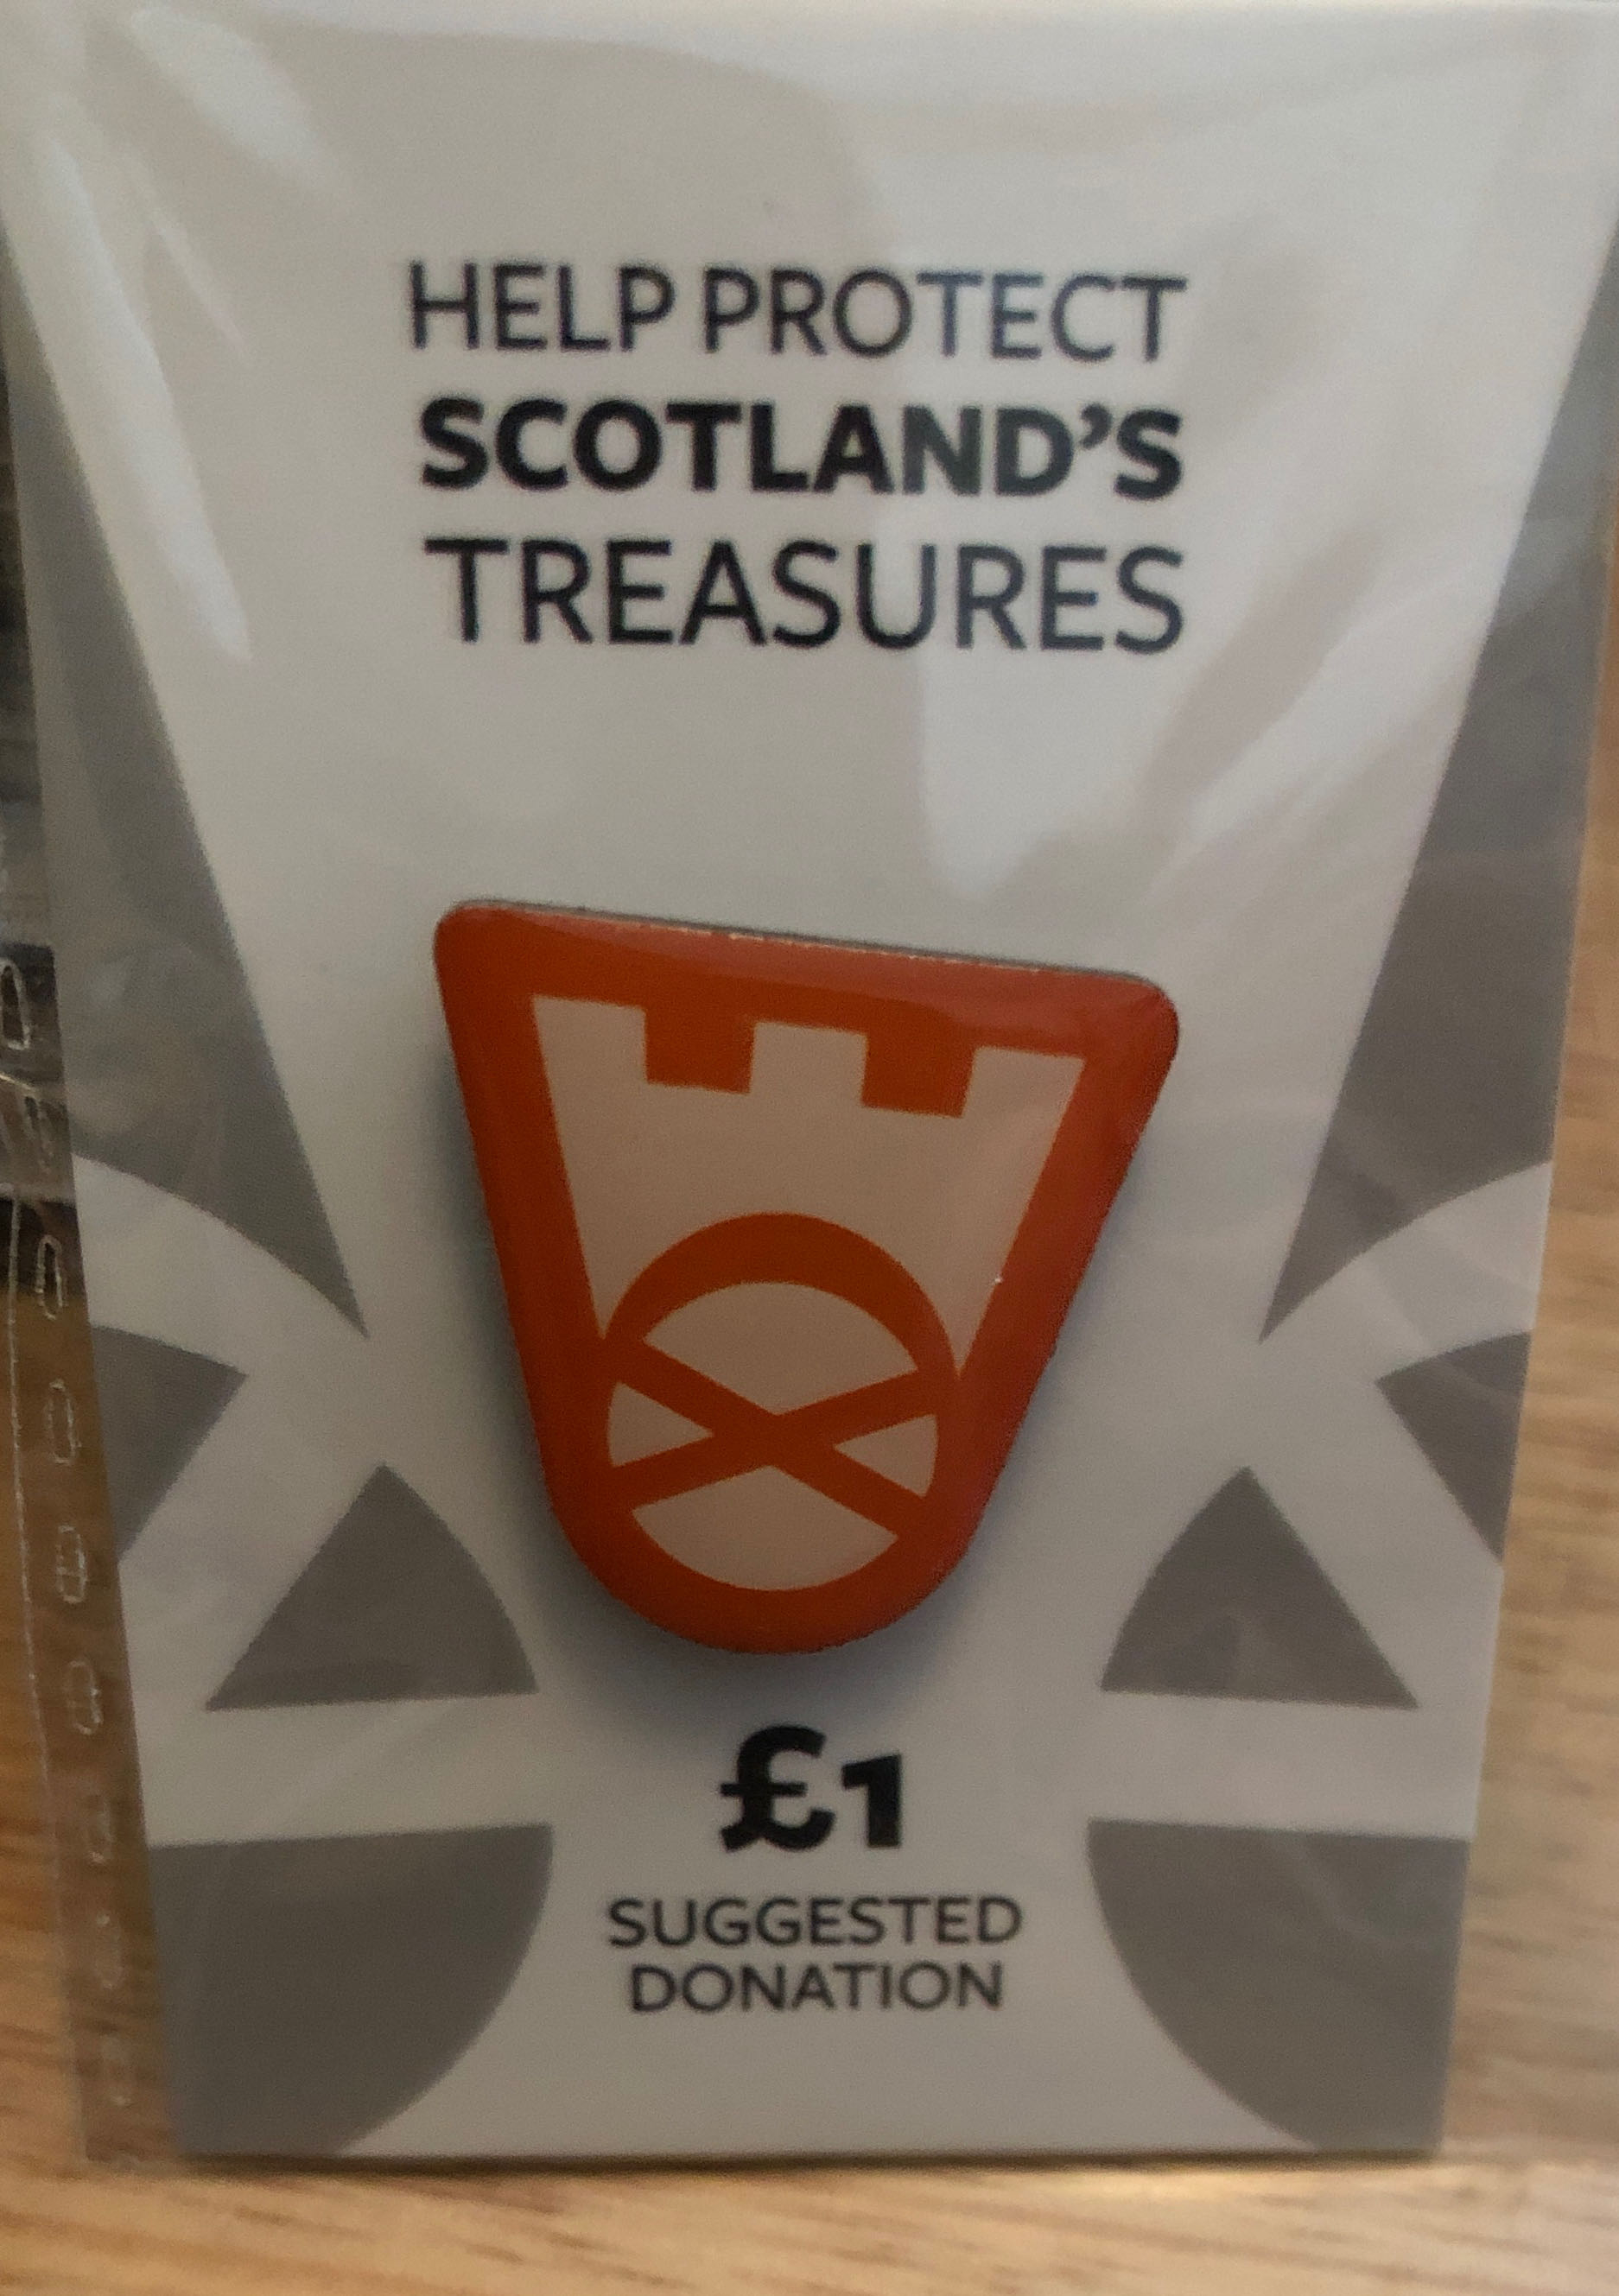 HELP PROTECT
SCOTLAND'S
TREASURES
£1
SUGGESTED
DONATION